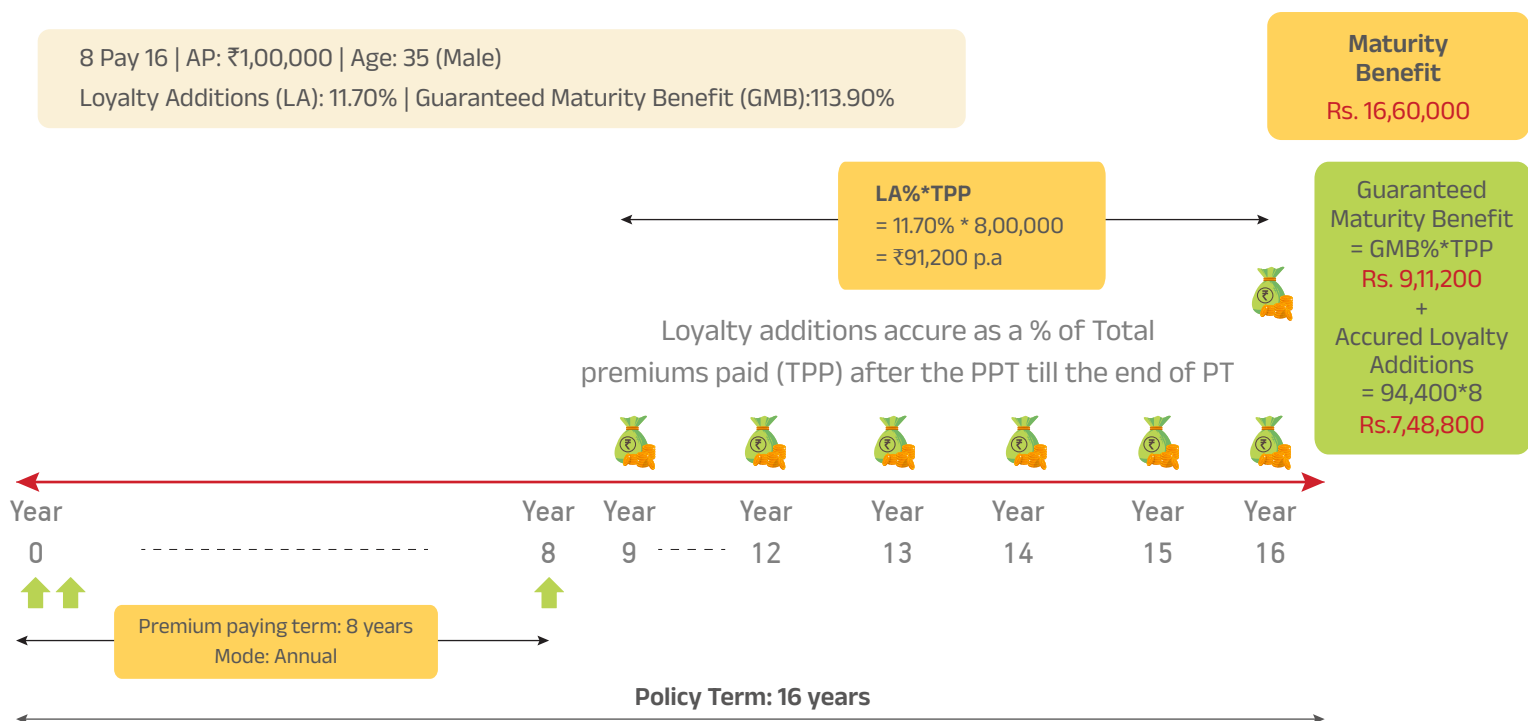 8 Pay 16 | AP: ₹1,00,000 | Age: 35 (Male)
Loyalty Additions (LA): 11.70% | Guaranteed Maturity Benefit (GMB):113.90%
Maturity
Benefit
Rs. 16,60,000
LA%*TPP
= 11.70% * 8,00,000
= ₹91,200 p.a
Guaranteed
Maturity Benefit
= GMB%*TPP
Rs. 9,11,200
+
Accured Loyalty
Additions
= 94,400*8
Rs.7,48,800
Loyalty additions accure as a % of Total
premiums paid (TPP) after the PPT till the end of PT
Year Year Year Year Year Year Year Year
0 8 9 12 13 14 15 16
Premium paying term: 8 years
Mode: Annual
Policy Term: 16 years